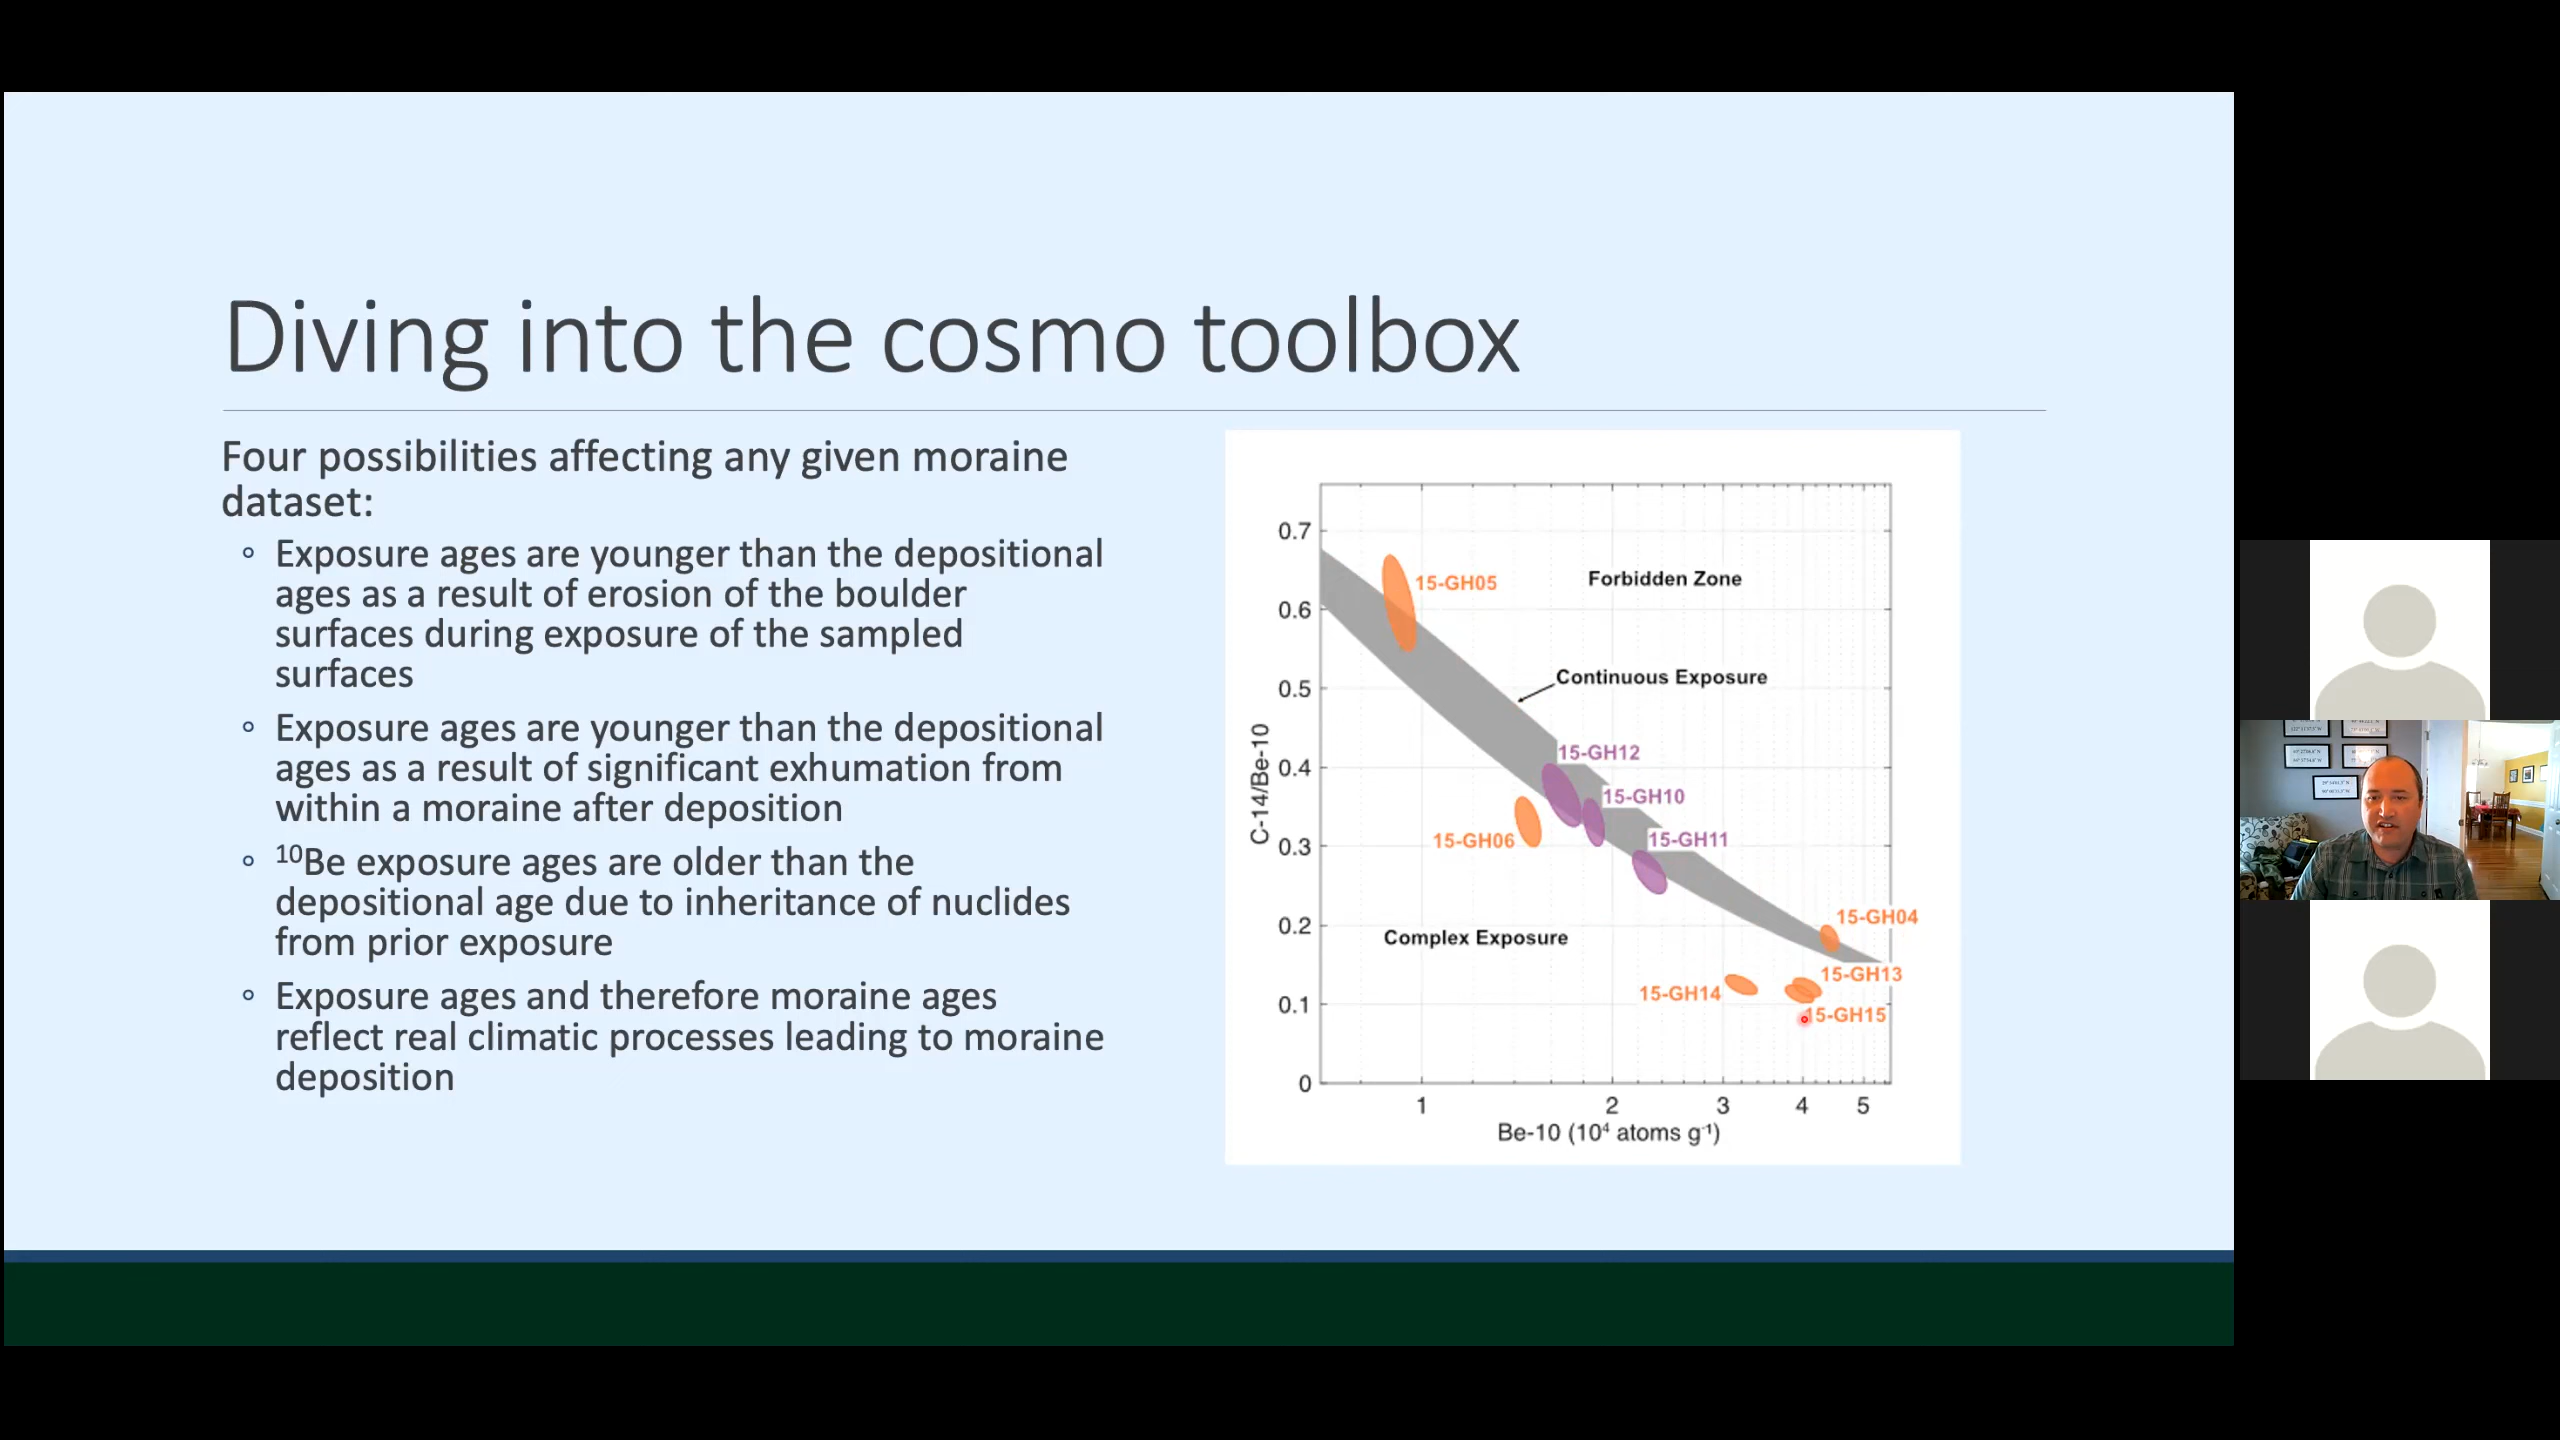 Diving into the cosmo toolbox
Four possibilities affecting any given moraine
dataset:
◦ Exposure ages are younger than the depositional
ages as a result of erosion of the boulder
surfaces during exposure of the sampled
surfaces
◦ Exposure ages are younger than the depositional
ages as a result of significant exhumation from
within a moraine after deposition
◦ ¹⁰Be exposure ages are older than the
depositional age due to inheritance of nuclides
from prior exposure
◦ Exposure ages and therefore moraine ages
reflect real climatic processes leading to moraine
deposition
C-14/Be-10
0.7
0.6
0.5
0.4
0.3
0.2
0.1
0
15-GH05
Forbidden Zone
Continuous Exposure
15-GH12
15-GH10
15-GH06
15-GH11
Complex Exposure
15-GH04
15-GH13
15-GH14
15-GH15
1 2 3 4 5
Be-10 (10⁴ atoms g⁻¹)